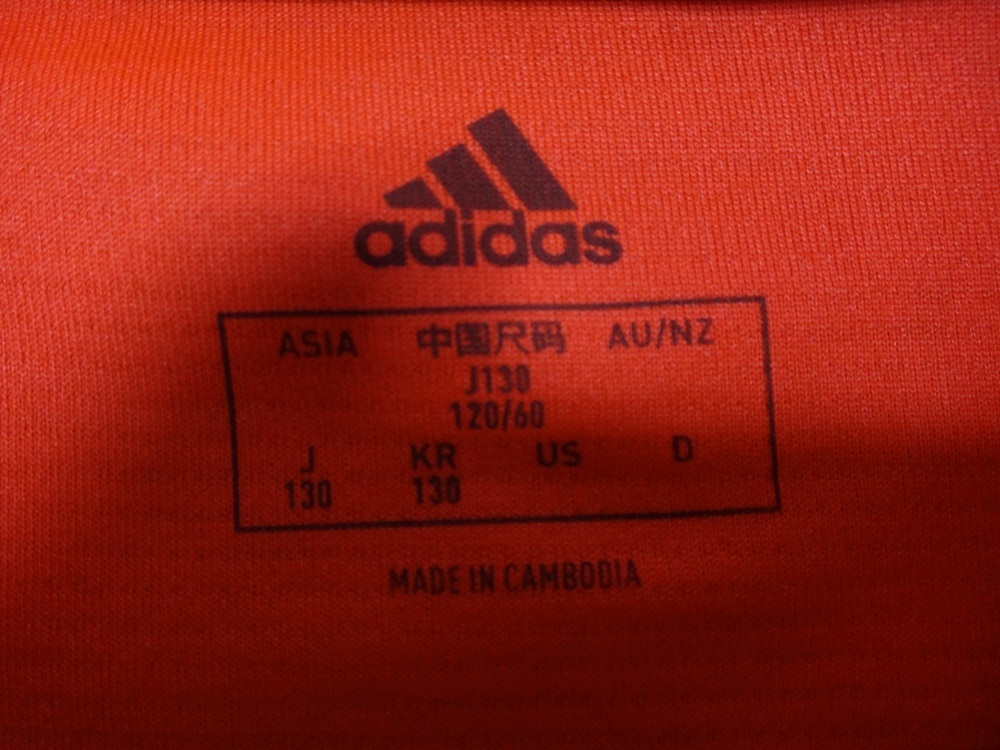 adidas
ASIA 中国尺码 AU/NZ
J130
120/60
J KR US D
130 130
MADE IN CAMBODIA